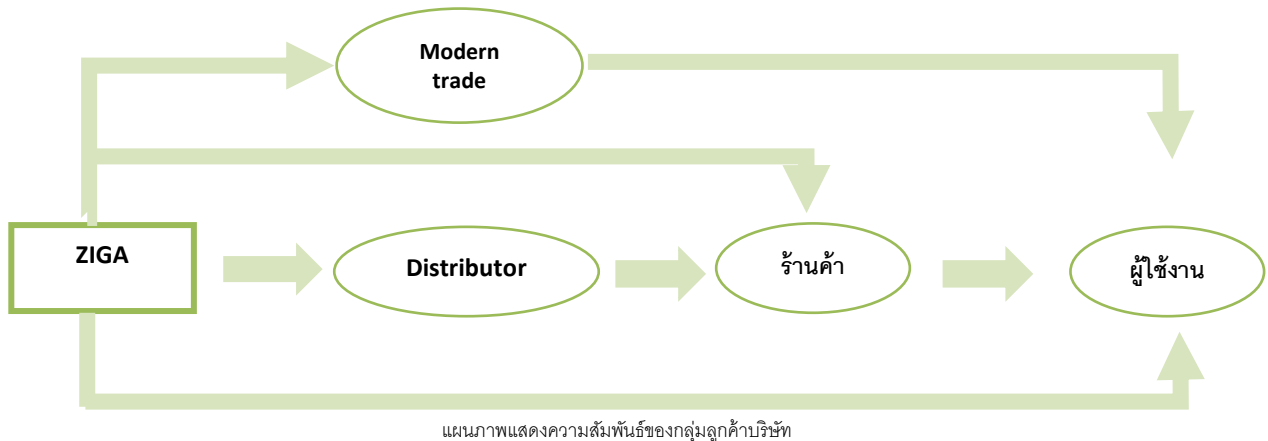 Modern
trade
ZIGA
Distributor
ร้านค้า
ผู้ใช้งาน
แผนภาพแสดงความสัมพันธ์ของกลุ่มลูกค้าบริษัท